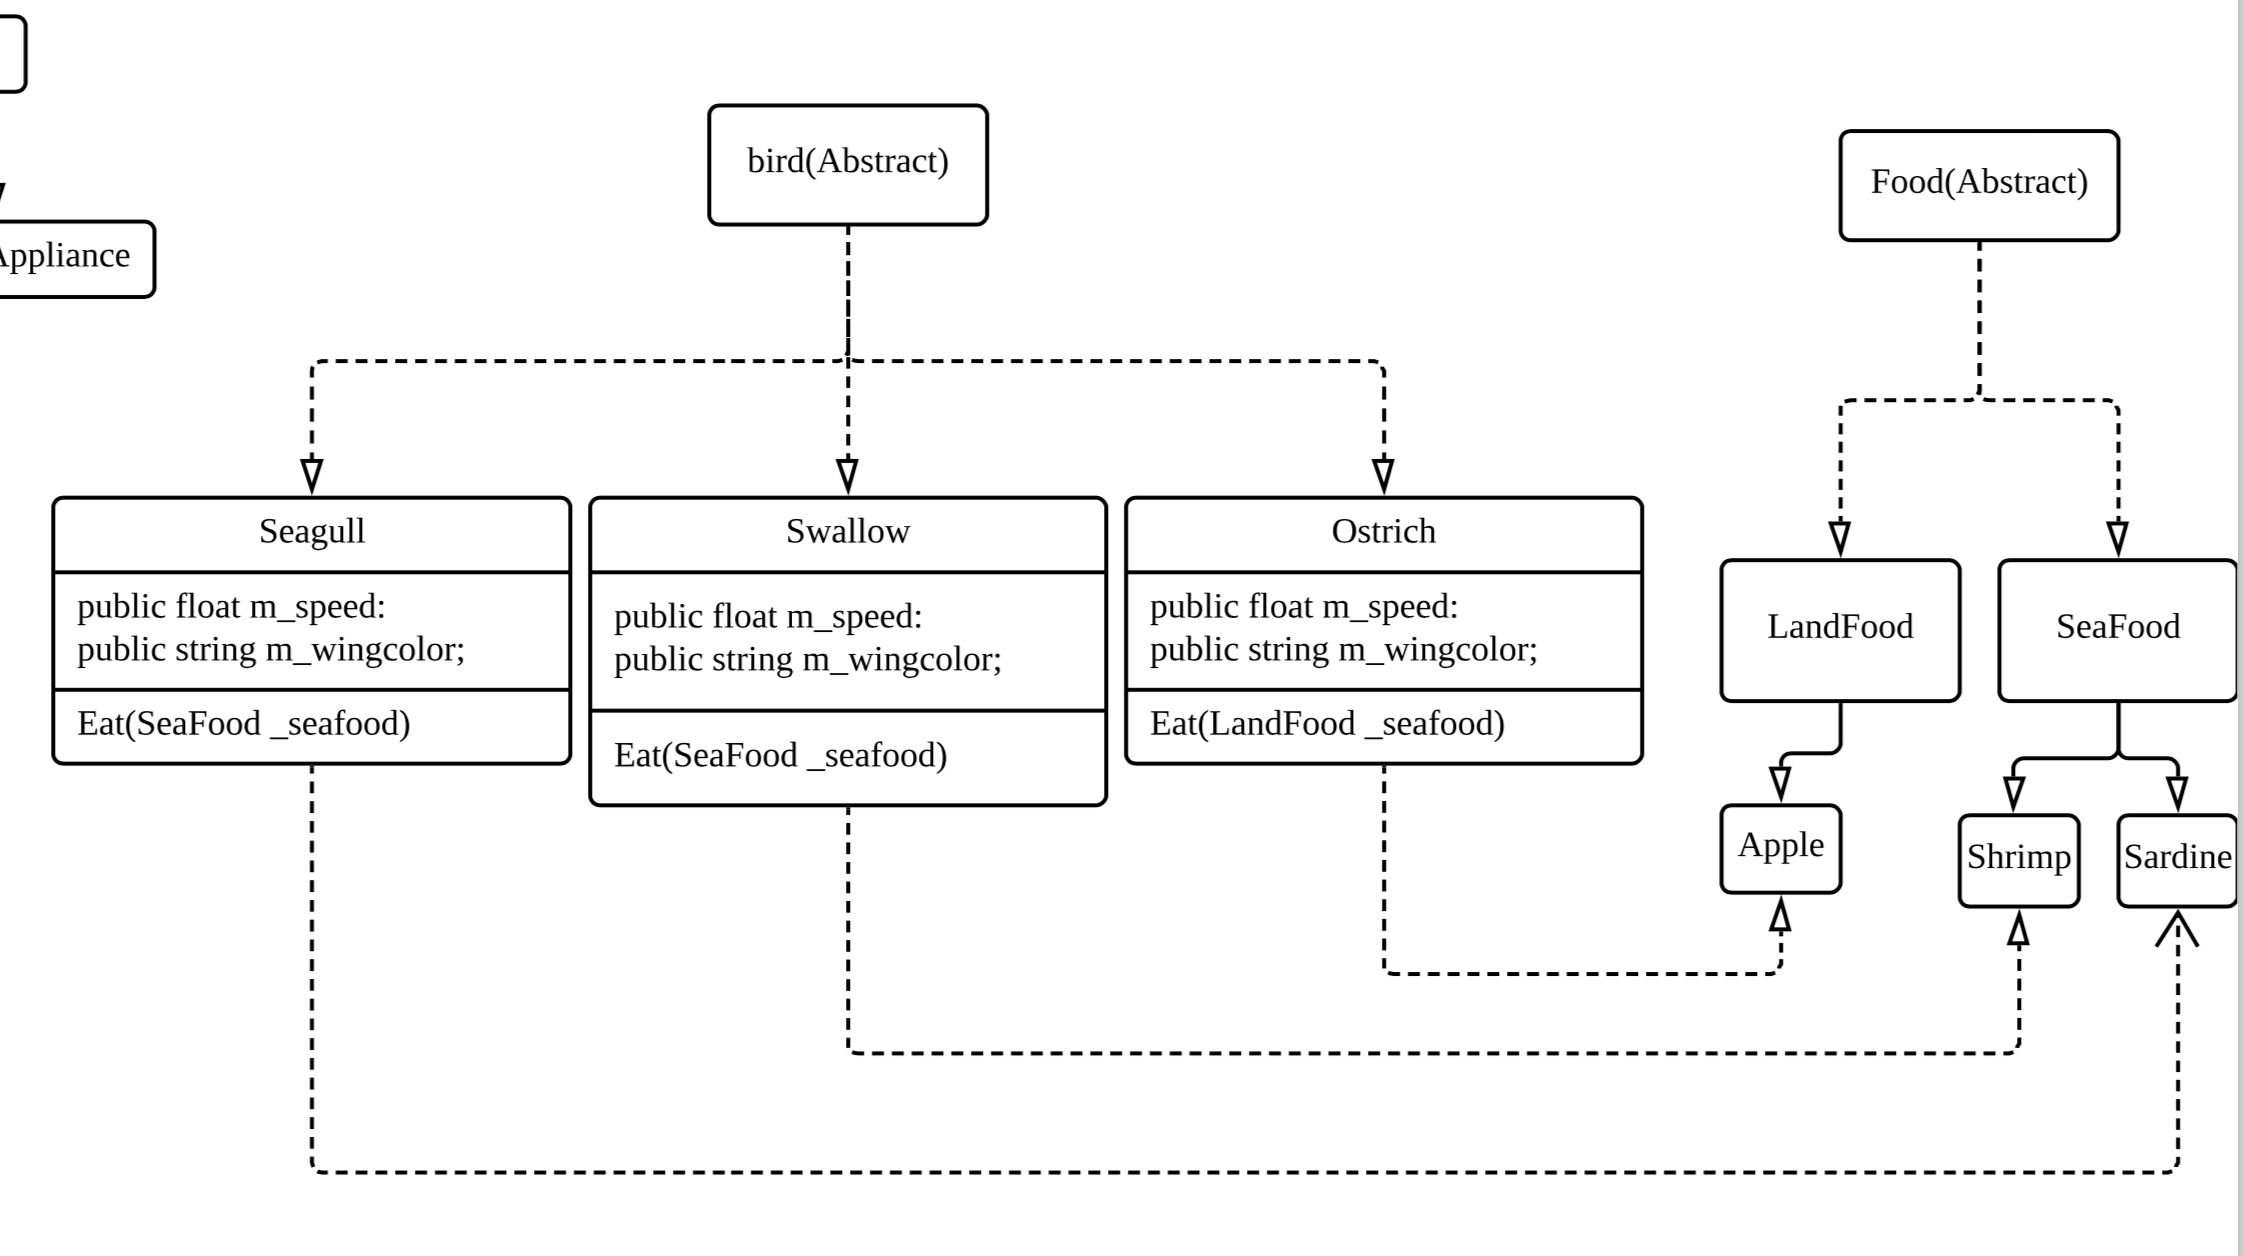 bird(Abstract)
Food(Abstract)
Appliance
Seagull
public float m_speed:
public string m_wingcolor;
Eat(SeaFood _seafood)
Swallow
public float m_speed:
public string m_wingcolor;
Eat(SeaFood _seafood)
Ostrich
public float m_speed:
public string m_wingcolor;
Eat(LandFood _seafood)
LandFood
SeaFood
Apple
Shrimp
Sardine